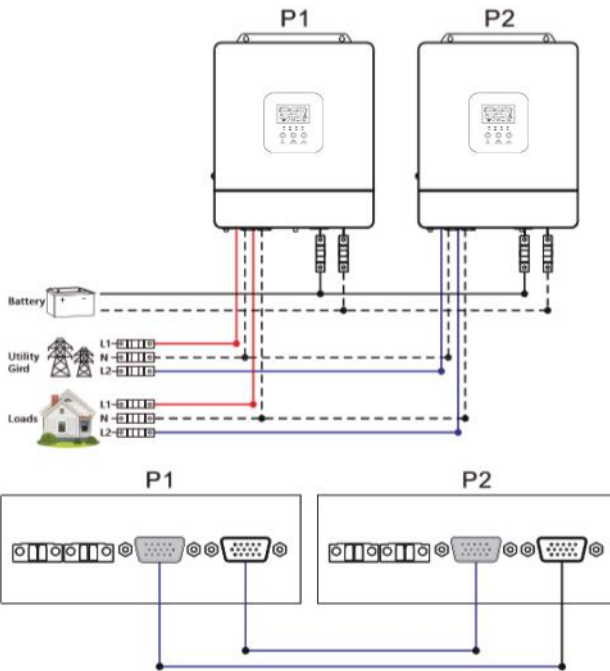 P1 P2
Battery
+ -
L1
Utility N
Gird L2
L1
Loads N
L2
P1 P2